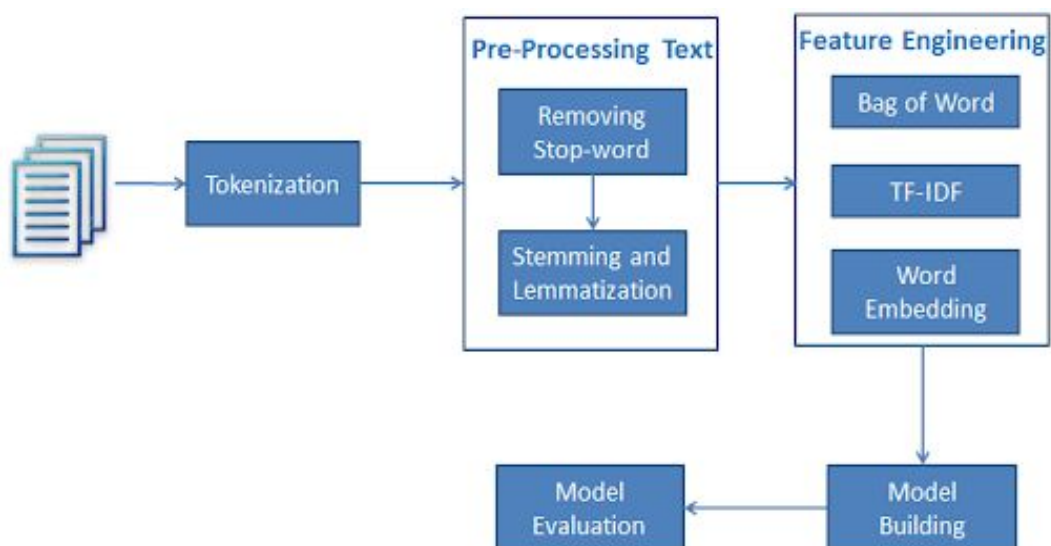 Tokenization
Pre-Processing Text
Removing
Stop-word
Stemming and
Lemmatization
Feature Engineering
Bag of Word
TF-IDF
Word
Embedding
Model
Building
Model
Evaluation